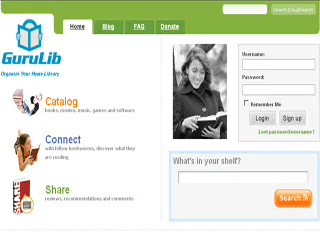 Home
Blog
FAQ
Donate
GuruLib
Organize Your Home Library
Catalog
books, movies, music, games and software
Connect
with fellow bookworms, discover what they
are reading
SHARE
Share
reviews, recommendations and comments
Username:
Password:
Remember Me
Login
Sign up
Lost password/username?
What's in your shelf?
Search